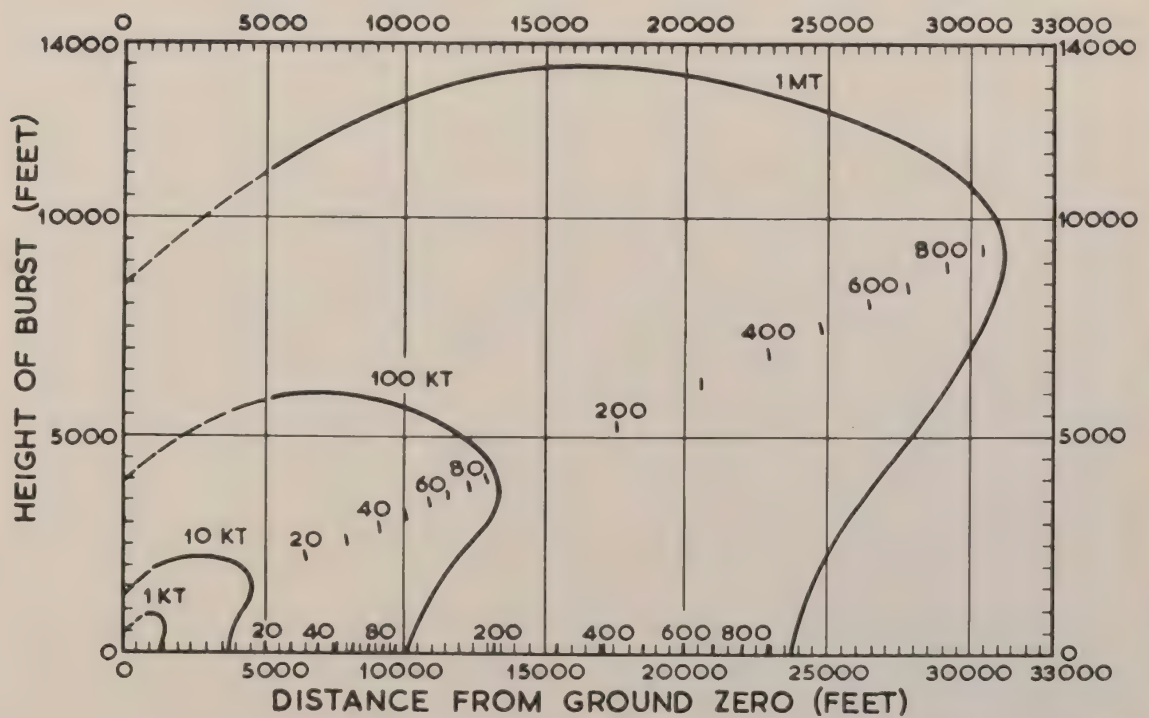 0 5000 10000 15000 20000 25000 30000 33000
14000 14000
1 MT
HEIGHT OF BURST (FEET)
10000 10000
800
600
400
100 KT
200
5000 5000
80
60
40
20
10 KT
1 KT
20 40 80 200 400 600 800
0 0
0 5000 10000 15000 20000 25000 30000 33000
DISTANCE FROM GROUND ZERO (FEET)